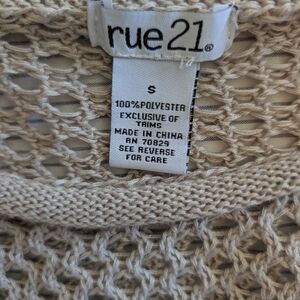 rue21®
S
100%POLYESTER
EXCLUSIVE OF
TRIMS
MADE IN CHINA
RN 70829
SEE REVERSE
FOR CARE